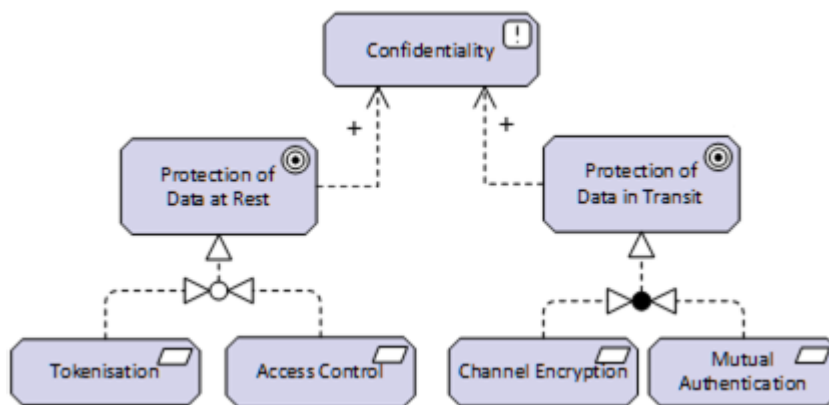 Confidentiality
!
+
+
Protection of
Data at Rest
Protection of
Data in Transit
Tokenisation
Access Control
Channel Encryption
Mutual
Authentication